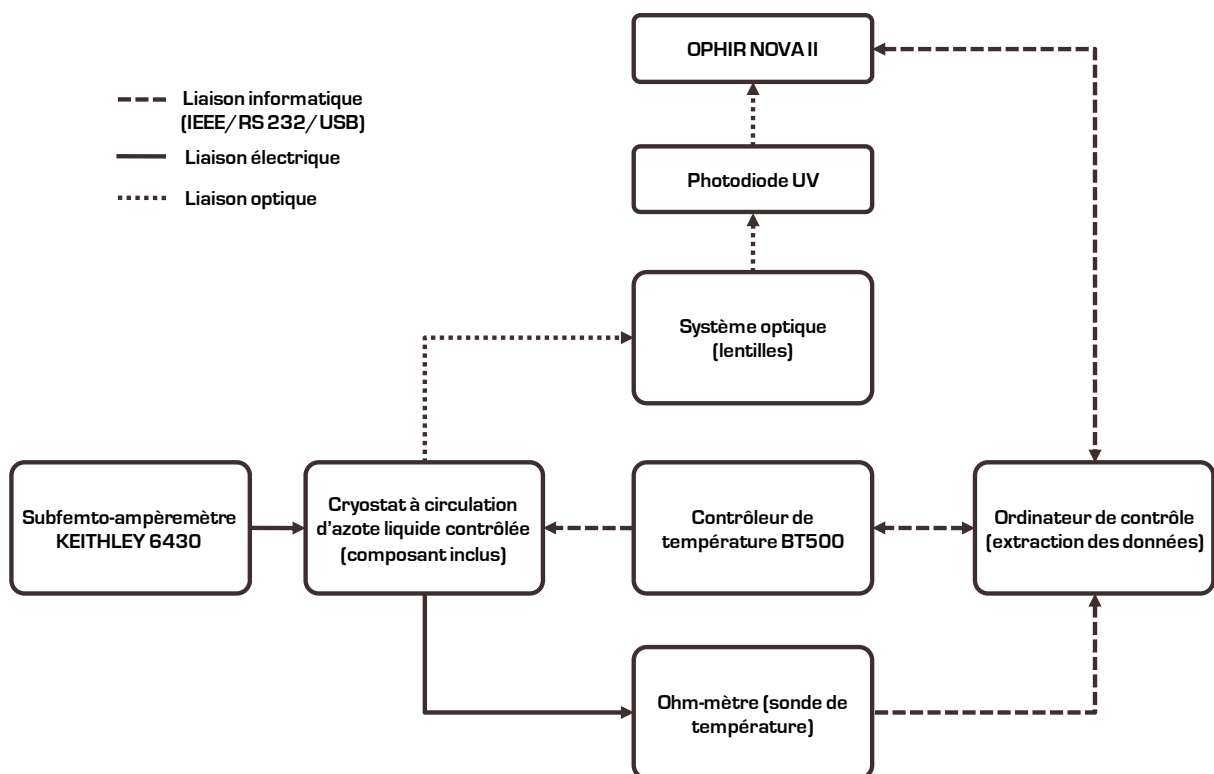 OPHIR NOVA II
Liaison informatique
(IEEE/RS 232/USB)
Liaison électrique
Liaison optique
Photodiode UV
Système optique
(lentilles)
Subfemto-ampèremètre
KEITHLEY 6430
Cryostat à circulation
d'azote liquide contrôlée
(composant inclus)
Contrôleur de
température BT500
Ordinateur de contrôle
(extraction des données)
Ohm-mètre (sonde de
température)